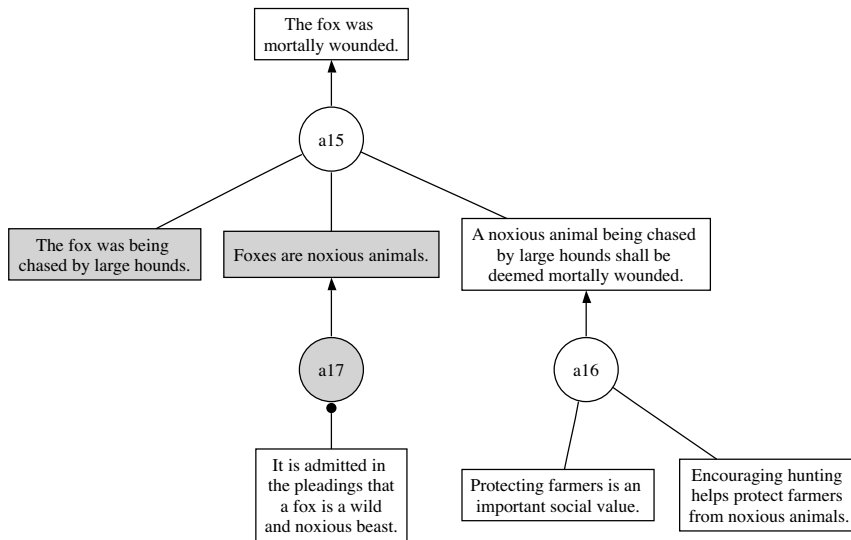 The fox was
mortally wounded.
a15
The fox was being
chased by large hounds.
Foxes are noxious animals.
A noxious animal being chased
by large hounds shall be
deemed mortally wounded.
a17
a16
It is admitted in
the pleadings that
a fox is a wild
and noxious beast.
Protecting farmers is an
important social value.
Encouraging hunting
helps protect farmers
from noxious animals.